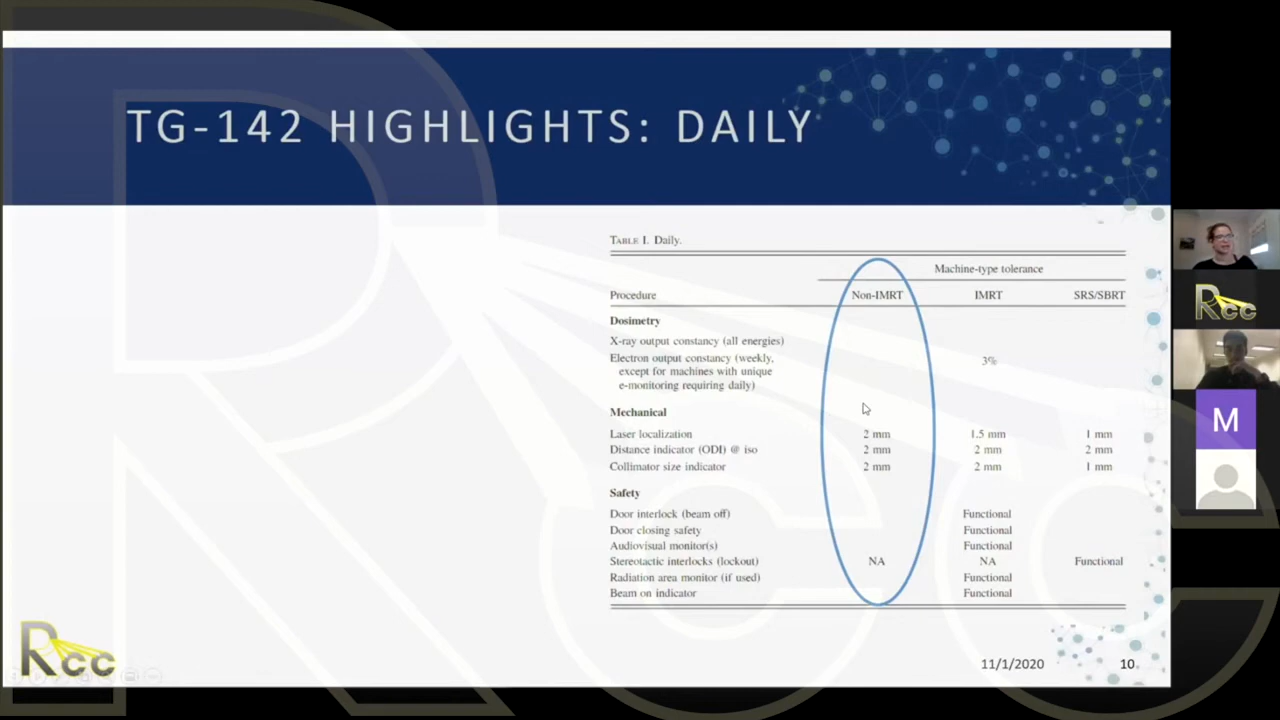 TG-142 HIGHLIGHTS: DAILY
TABLE I. Daily.
Machine-type tolerance
Procedure Non-IMRT IMRT SRS/SBRT
Dosimetry
X-ray output constancy (all energies)
Electron output constancy (weekly,
except for machines with unique
e-monitoring requiring daily)
3%
Mechanical
Laser localization 2 mm 1.5 mm 1 mm
Distance indicator (ODI) @ iso 2 mm 2 mm 2 mm
Collimator size indicator 2 mm 2 mm 1 mm
Safety
Door interlock (beam off) Functional
Door closing safety Functional
Audiovisual monitor(s) Functional
Stereotactic interlocks (lockout) NA NA Functional
Radiation area monitor (if used) Functional
Beam on indicator Functional
11/1/2020 10
Rcc
Rcc
M
Rcc